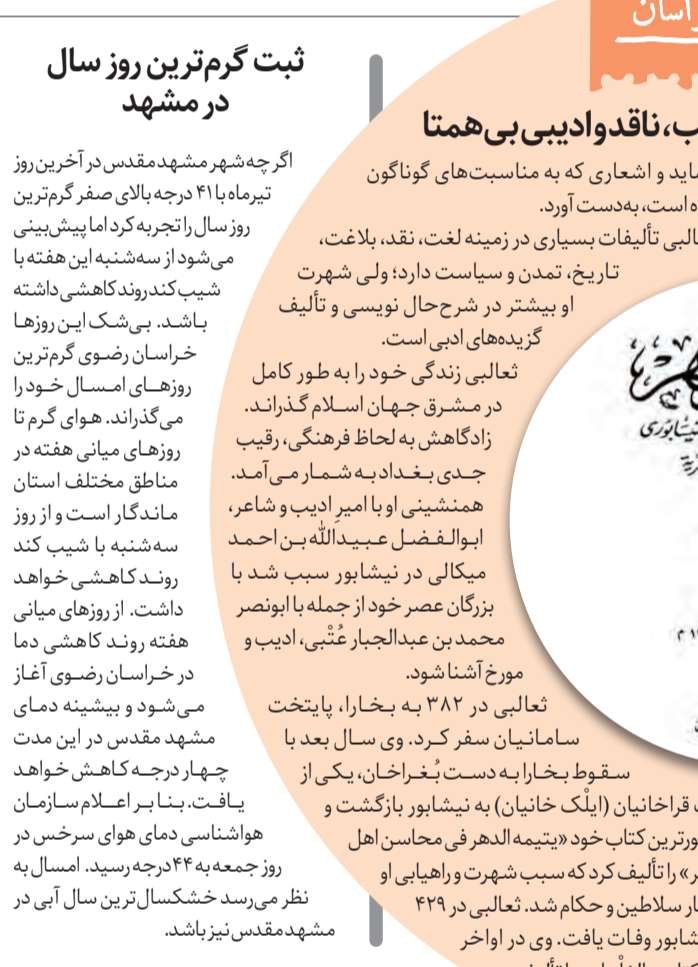 ناقد و ادیبی بی‌همتا
و اشعاری که به مناسبت‌های گوناگون
است، به‌دست آورد.
تألیفات بسیاری در زمینه لغت، نقد، بلاغت،
تاریخ، تمدن و سیاست دارد؛ ولی شهرت
او بیشتر در شرح‌حال نویسی و تألیف
گزیده‌های ادبی است.
ثعالبی زندگی خود را به طور کامل
در مشرق جهان اسلام گذراند.
زادگاهش به لحاظ فرهنگی، رقیب
جدی بغداد به شمار می‌آمد.
همنشینی او با امیرِ ادیب و شاعر،
ابوالفضل عبیدالله بن احمد
میکالی در نیشابور سبب شد با
بزرگان عصر خود از جمله با ابونصر
محمد بن عبدالجبار عُتْبی، ادیب و
مورخ آشنا شود.
ثعالبی در ۳۸۲ به بخارا، پایتخت
سامانیان سفر کرد. وی سال بعد با
سقوط بخارا به دست بُغراخان، یکی از
قراخانیان (ایلْک خانیان) به نیشابور بازگشت و
کتاب خود «یتیمه الدهر فی محاسن اهل
را تألیف کرد که سبب شهرت و راهیابی او
سلاطین و حکام شد. ثعالبی در ۴۲۹
وفات یافت. وی در اواخر
نیشابوری
ثبت گرم‌ترین روز سال
در مشهد
اگر چه شهر مشهد مقدس در آخرین روز
تیرماه با ۴۱ درجه بالای صفر گرم‌ترین
روز سال را تجربه کرد اما پیش‌بینی
می‌شود از سه‌شنبه این هفته با
شیب کند روند کاهشی داشته
باشد. بی‌شک این روزها
خراسان رضوی گرم‌ترین
روزهای امسال خود را
می‌گذراند. هوای گرم تا
روزهای میانی هفته در
مناطق مختلف استان
ماندگار است و از روز
سه‌شنبه با شیب کند
روند کاهشی خواهد
داشت. از روزهای میانی
هفته روند کاهشی دما
در خراسان رضوی آغاز
می‌شود و بیشینه دمای
مشهد مقدس در این مدت
چهار درجه کاهش خواهد
یافت. بنا بر اعلام سازمان
هواشناسی دمای هوای سرخس در
روز جمعه به ۴۴ درجه رسید. امسال به
نظر می‌رسد خشکسال‌ترین سال آبی در
مشهد مقدس نیز باشد.